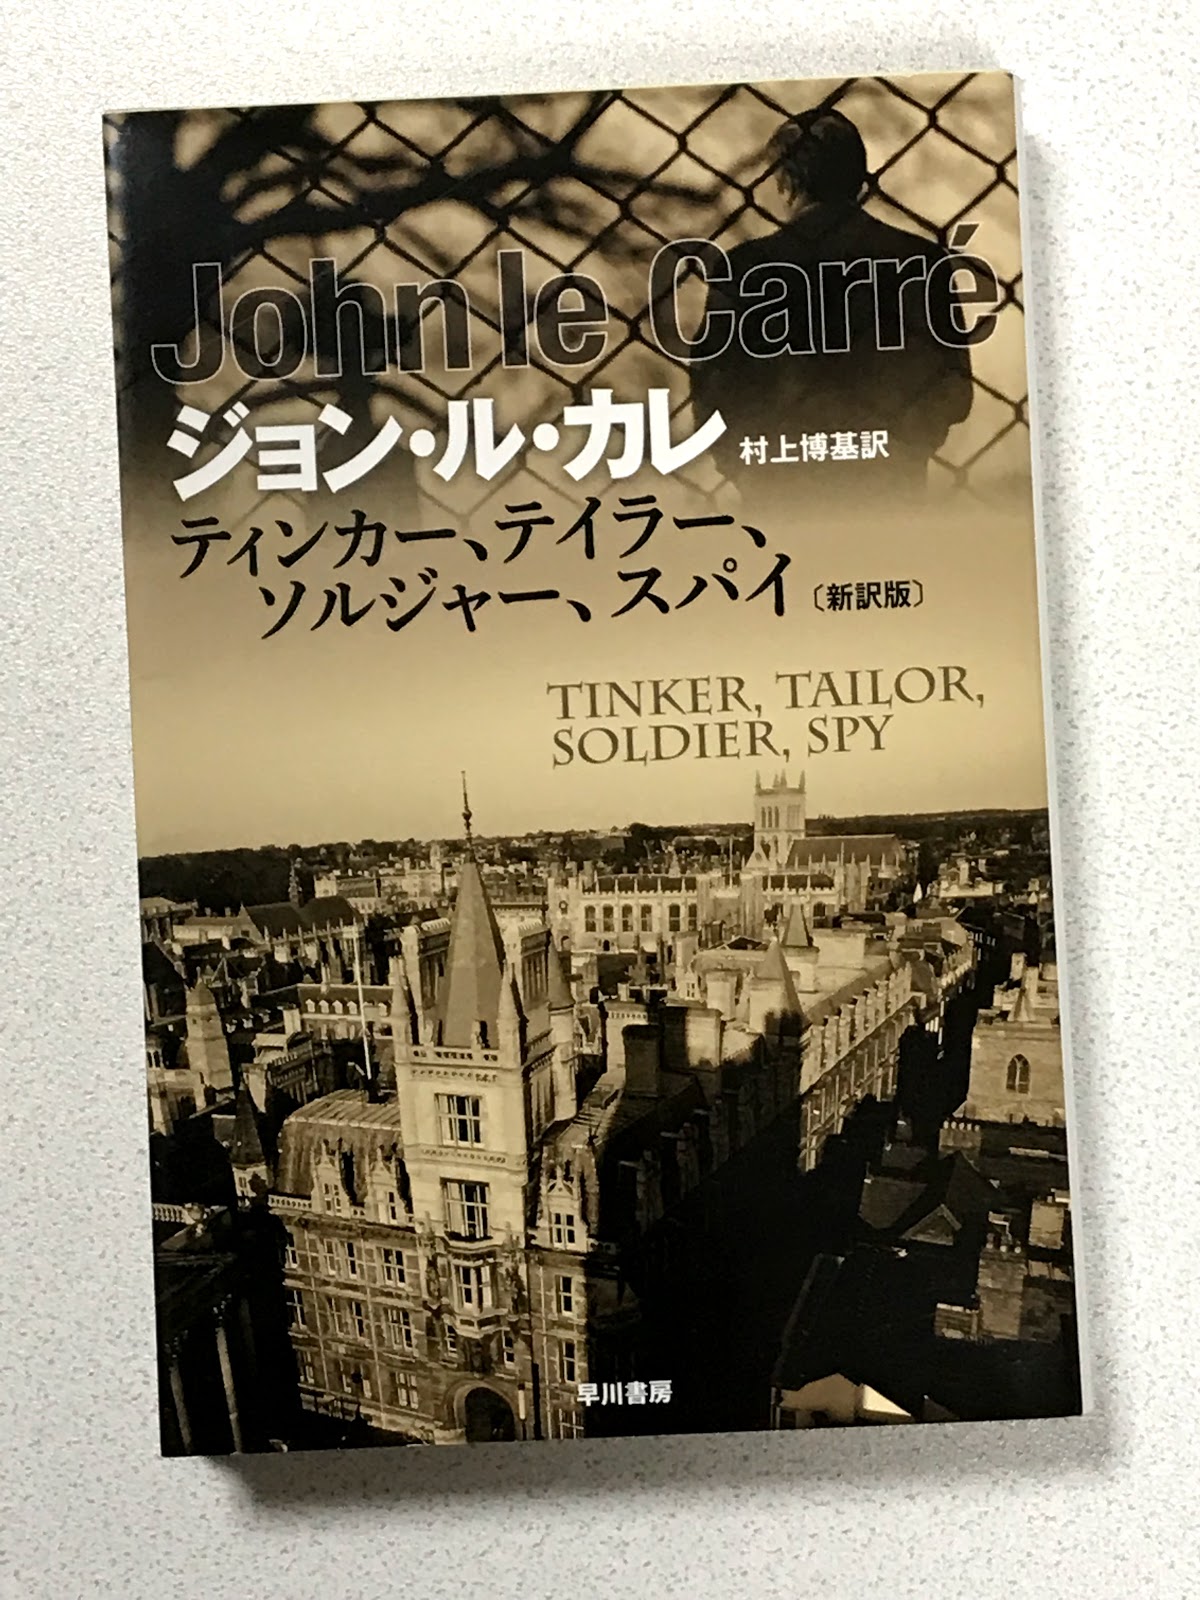 John le Carré
ジョン・ル・カレ 村上博基訳
ティンカー、テイラー、
ソルジャー、スパイ〔新訳版〕
TINKER, TAILOR,
SOLDIER, SPY
早川書房